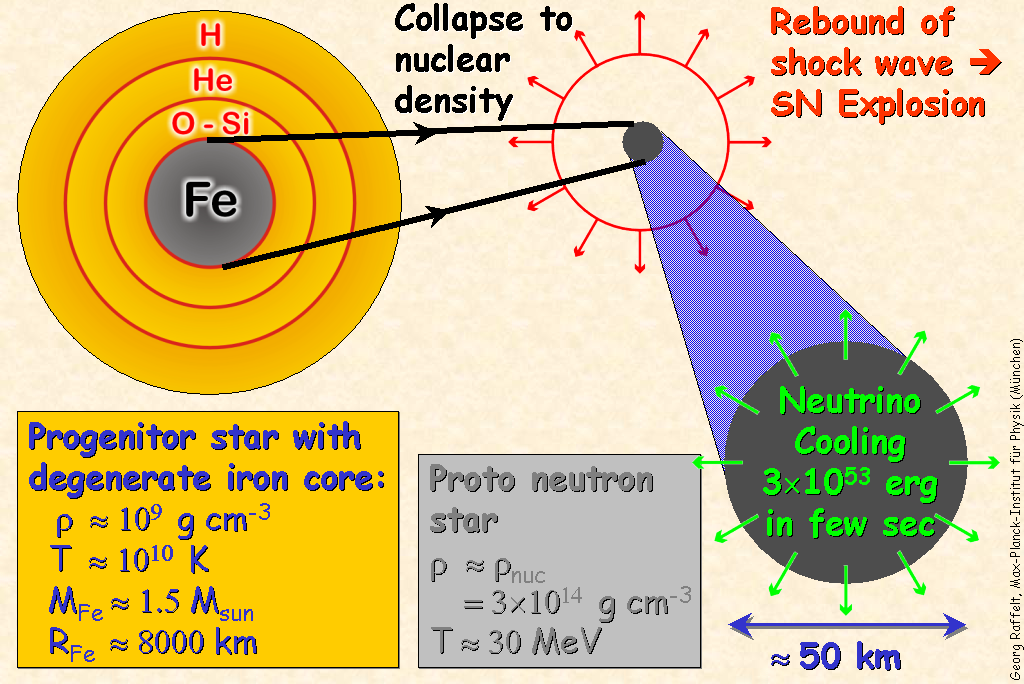 H
He
O - Si
Fe
Collapse to
nuclear
density
Rebound of
shock wave ➔
SN Explosion
Progenitor star with
degenerate iron core:
ρ ≈ 10⁹ g cm⁻³
T ≈ 10¹⁰ K
M_Fe ≈ 1.5 M_sun
R_Fe ≈ 8000 km
Proto neutron
star
ρ ≈ ρ_nuc
= 3×10¹⁴ g cm⁻³
T ≈ 30 MeV
Neutrino
Cooling
3×10⁵³ erg
in few sec
≈ 50 km
Georg Raffelt, Max-Planck-Institut für Physik (München)